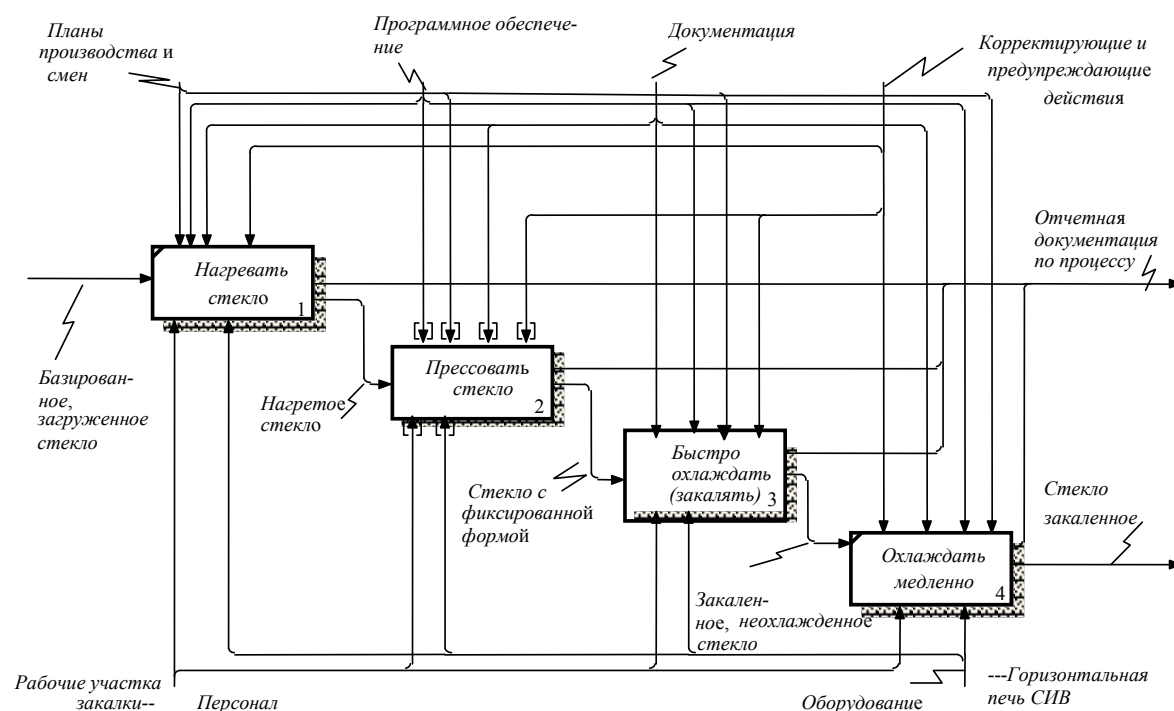 Планы
производства и
смен
Программное обеспече-
ние
Документация
Корректирующие и
предупреждающие
действия
Отчетная
документация
по процессу
Нагревать
стекло
1
Базирован-
ное,
загруженное
стекло
Нагретое
стекло
Прессовать
стекло
2
Стекло с
фиксированной
формой
Быстро
охлаждать
(закалять)
3
Стекло
закаленное
Охлаждать
медленно
4
Закален-
ное, неохлажденное
стекло
Рабочие участка
закалки--
Персонал
Оборудование
---Горизонтальная
печь СИВ